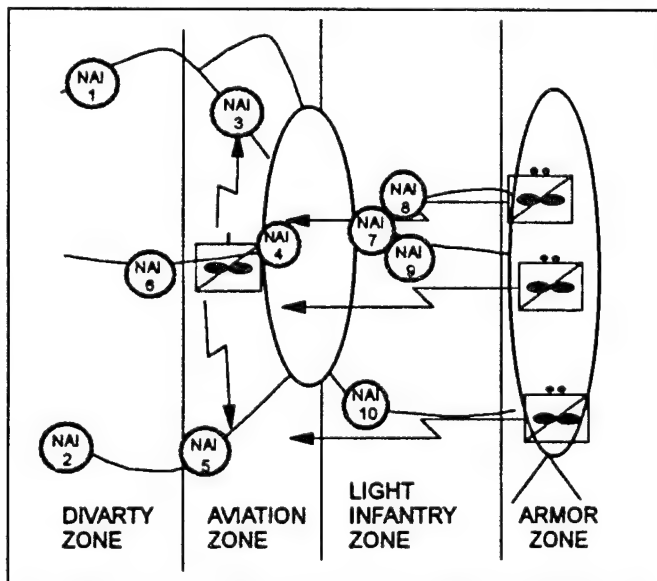 NAI
1
NAI
3
NAI
8
NAI
7
NAI
4
NAI
9
NAI
6
NAI
10
NAI
2
NAI
5
DIVARTY
ZONE
AVIATION
ZONE
LIGHT
INFANTRY
ZONE
ARMOR
ZONE